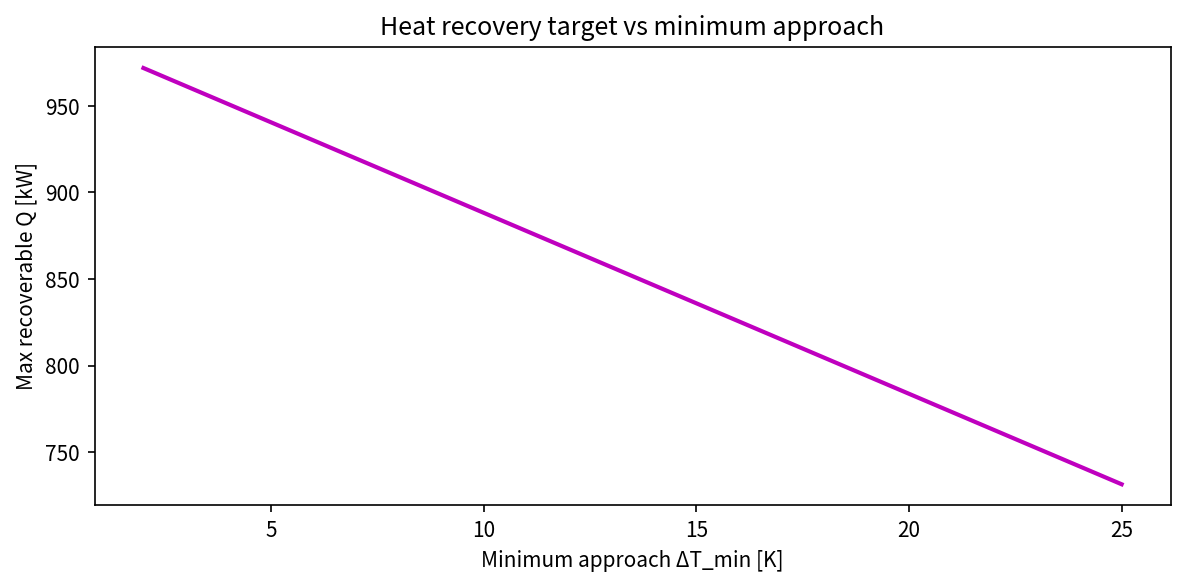 Heat recovery target vs minimum approach
Max recoverable Q [kW]
950
900
850
800
750
5 10 15 20 25
Minimum approach ΔT_min [K]